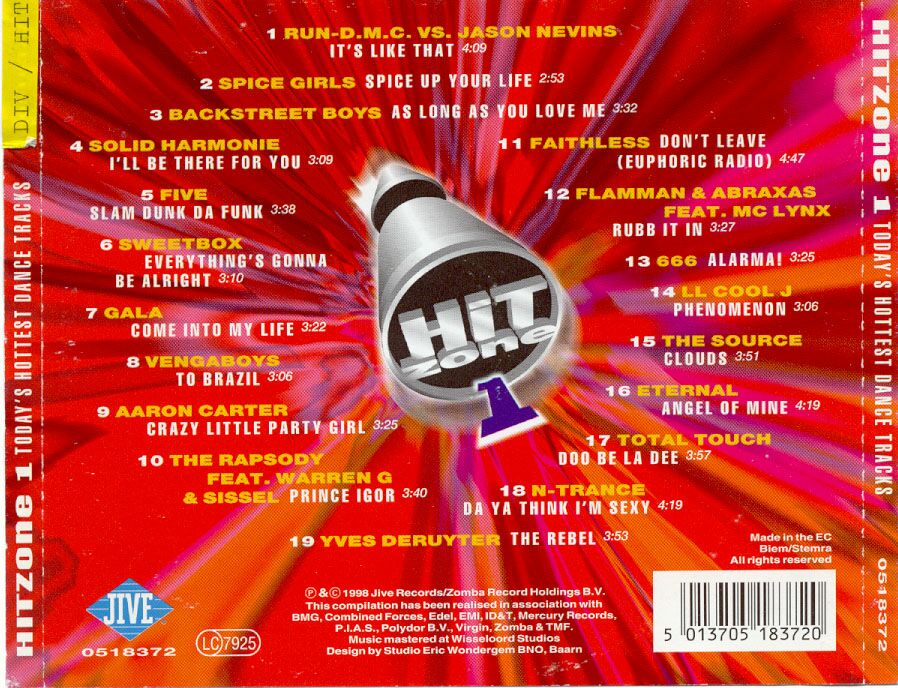 DIV / HIT
HITZONE 1 TODAY'S HOTTEST DANCE TRACKS
1 RUN-D.M.C. VS. JASON NEVINS
IT'S LIKE THAT 4:09
2 SPICE GIRLS SPICE UP YOUR LIFE 2:53
3 BACKSTREET BOYS AS LONG AS YOU LOVE ME 3:32
4 SOLID HARMONIE
I'LL BE THERE FOR YOU 3:09
5 FIVE
SLAM DUNK DA FUNK 3:38
6 SWEETBOX
EVERYTHING'S GONNA
BE ALRIGHT 3:10
7 GALA
COME INTO MY LIFE 3:22
8 VENGABOYS
TO BRAZIL 3:06
9 AARON CARTER
CRAZY LITTLE PARTY GIRL 3:25
10 THE RAPSODY
FEAT. WARREN G
& SISSEL PRINCE IGOR 3:40
11 FAITHLESS DON'T LEAVE
(EUPHORIC RADIO) 4:47
12 FLAMMAN & ABRAXAS
FEAT. MC LYNX
RUBB IT IN 3:27
13 666 ALARMA! 3:25
14 LL COOL J
PHENOMENON 3:06
15 THE SOURCE
CLOUDS 3:51
16 ETERNAL
ANGEL OF MINE 4:19
17 TOTAL TOUCH
DOO BE LA DEE 3:57
18 N-TRANCE
DA YA THINK I'M SEXY 4:19
19 YVES DERUYTER THE REBEL 3:53
HiT
zone
1
JIVE
0518372
LC 7925
℗ & © 1998 Jive Records/Zomba Record Holdings B.V.
This compilation has been realised in association with
BMG, Combined Forces, Edel, EMI, ID&T, Mercury Records,
P.I.A.S., Polydor B.V., Virgin, Zomba & TMF.
Music mastered at Wisseloord Studios
Design by Studio Eric Wondergem BNO, Baarn
Made in the EC
Biem/Stemra
All rights reserved
5 013705 183720
HITZONE 1 TODAY'S HOTTEST DANCE TRACKS
0518372